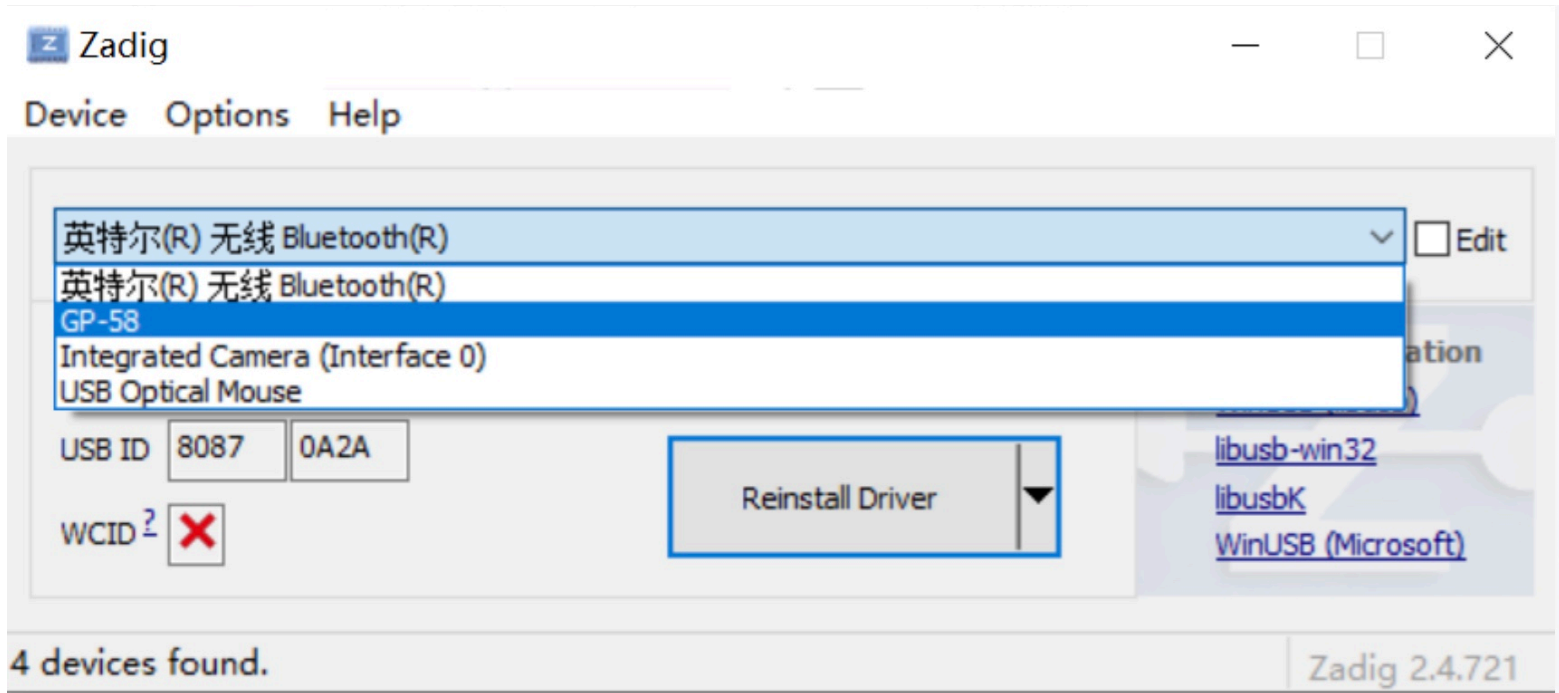 Zadig
Device Options Help
英特尔(R) 无线 Bluetooth(R)
Edit
英特尔(R) 无线 Bluetooth(R)
GP-58
Integrated Camera (Interface 0)
USB Optical Mouse
USB ID 8087 0A2A
WCID ?
Reinstall Driver
libusb-win32
libusbK
WinUSB (Microsoft)
4 devices found.
Zadig 2.4.721